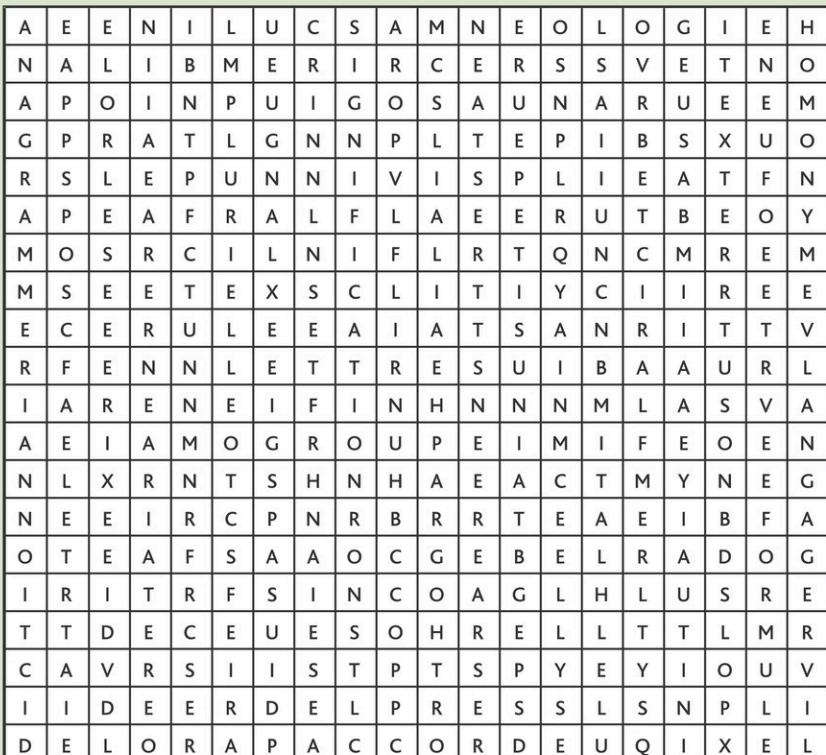 A E E N I L U C S A M N E O L O G I E H
N A L I B M E R I R C E R S S V E T N O
A P O I N P U I G O S A U N A R U E E M
G P R A T L G N N P L T E P I B S X U O
R S L E P U N N I V I S P L I E A T F N
A P E A F R A L F L A E E R U T B E O Y
M O S R C I L N I F L R T Q N C M R E M
M S E E T E X S C L I T I Y C I I R E E
E C E R U L E E A I A T S A N R I T T V
R F E N N L E T T R E S U I B A A U R L
I A R E N E I F I N H N N N M L A S V A
A E I A M O G R O U P E I M I F E O E N
N L X R N T S H N H A E A C T M Y N E G
N E E I R C P N R B R R T E A E I B F A
O T E A F S A A O C G E B E L R A D O G
I R I T R F S I N C O A G L H L U S R E
T T D E C E U E S O H R E L L T T L M R
C A V R S I I S T P T S P Y E Y I O U V
I I D E E R D E L P R E S S L S N P L I
D E L O R A P A C C O R D E U Q I X E L